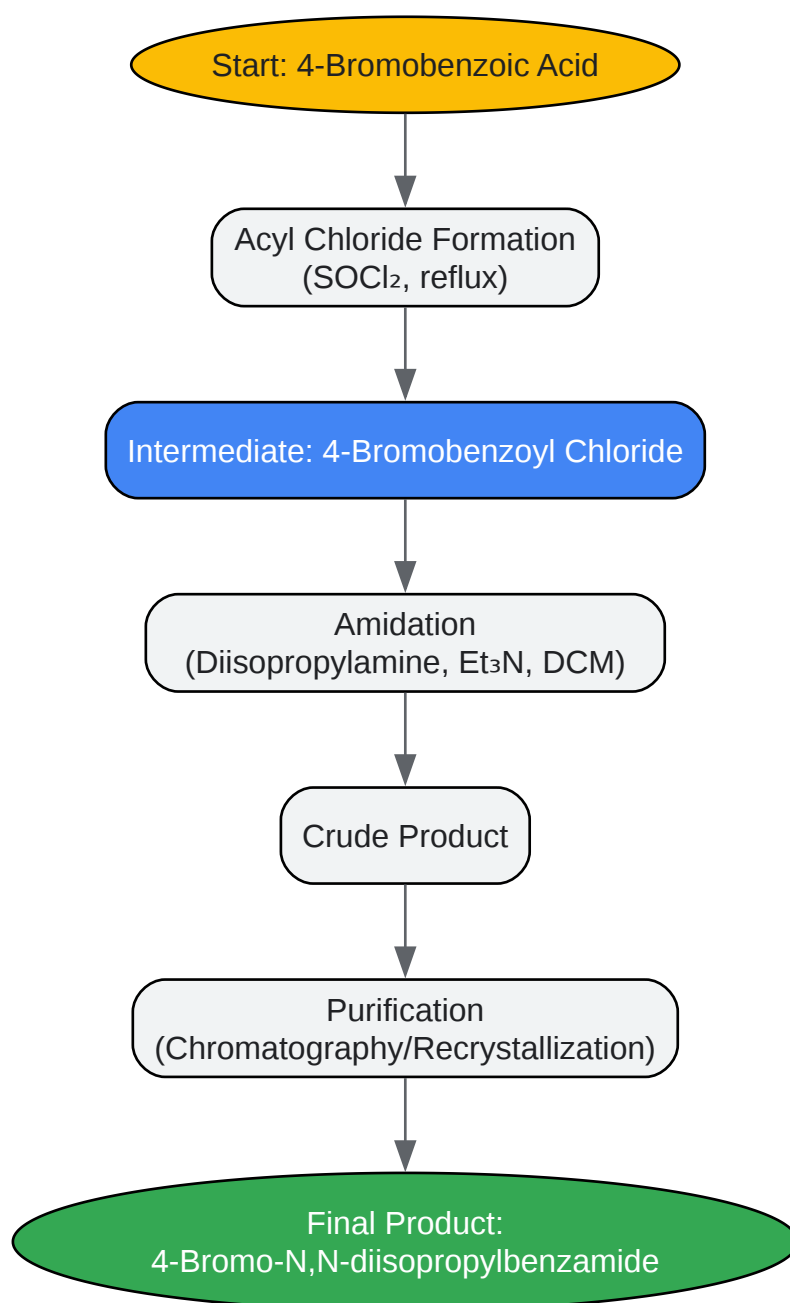 Start: 4-Bromobenzoic Acid
Acyl Chloride Formation
(SOCl₂, reflux)
Intermediate: 4-Bromobenzoyl Chloride
Amidation
(Diisopropylamine, Et₃N, DCM)
Crude Product
Purification
(Chromatography/Recrystallization)
Final Product:
4-Bromo-N,N-diisopropylbenzamide